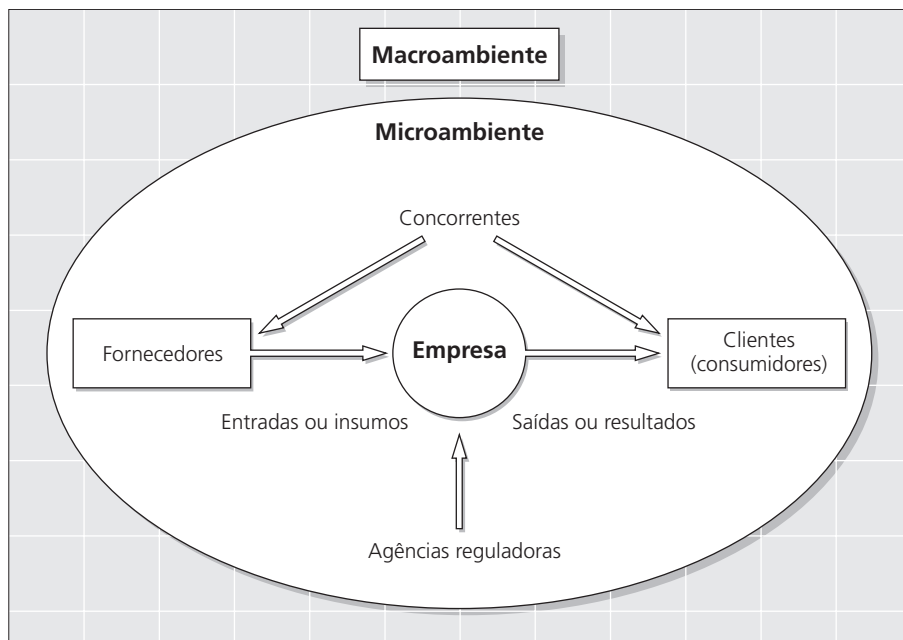 Macroambiente
Microambiente
Concorrentes
Fornecedores
Empresa
Clientes
(consumidores)
Entradas ou insumos
Saídas ou resultados
Agências reguladoras